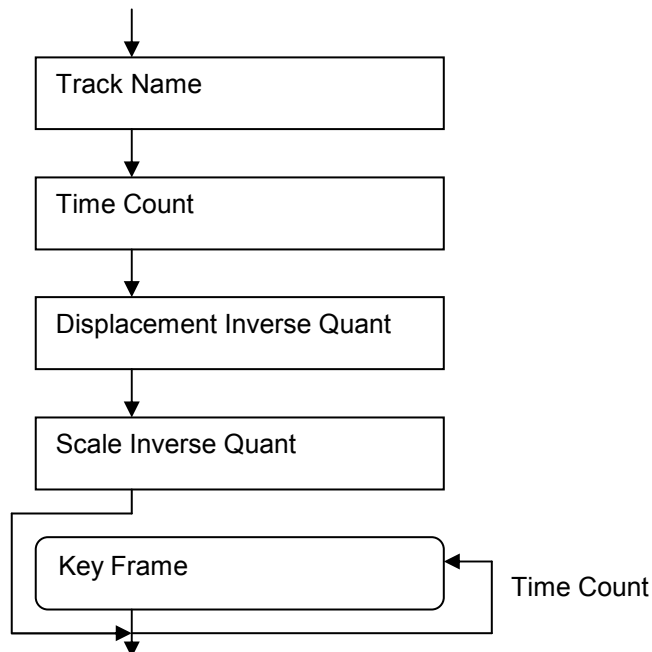 Track Name
Time Count
Displacement Inverse Quant
Scale Inverse Quant
Key Frame
Time Count